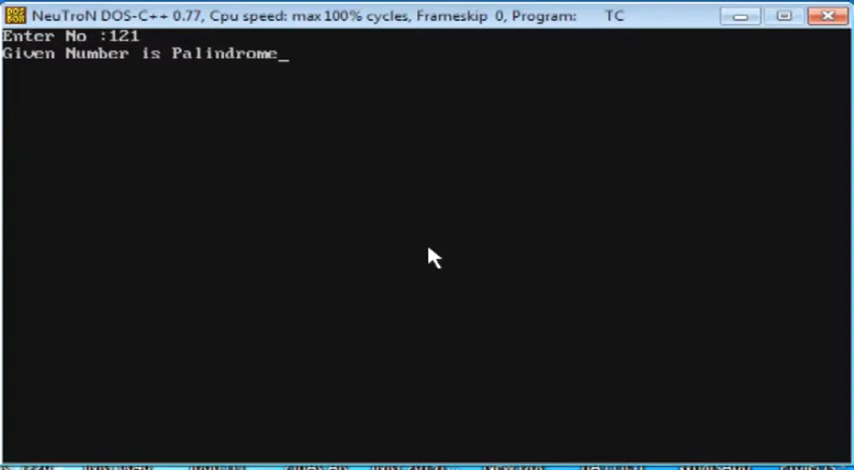 NeuTroN DOS-C++ 0.77, Cpu speed: max 100% cycles, Frameskip 0, Program: TC
Enter No :121
Given Number is Palindrome_